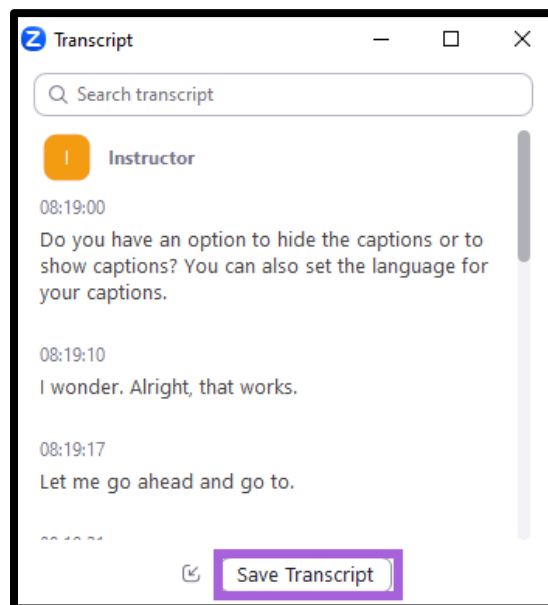 Z Transcript
Search transcript
I Instructor
08:19:00
Do you have an option to hide the captions or to
show captions? You can also set the language for
your captions.
08:19:10
I wonder. Alright, that works.
08:19:17
Let me go ahead and go to.
Save Transcript